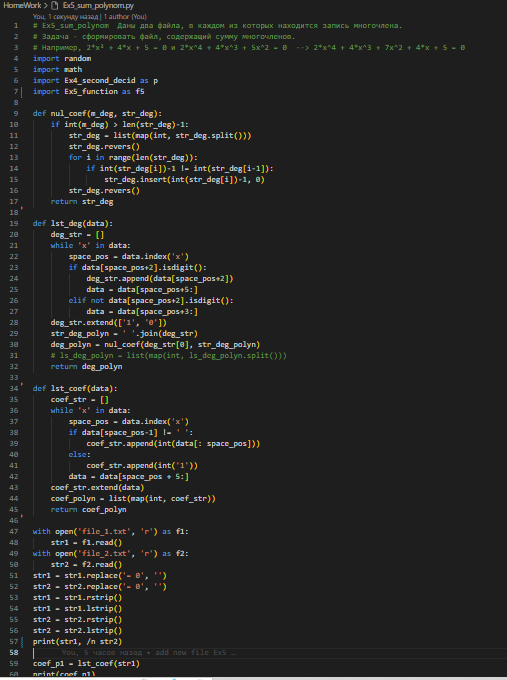 HomeWork > Ex5_sum_polynom.py
You, 1 секунду назад | 1 author (You)
1 # Ex5_sum_polynom Даны два файла, в каждом из которых находится запись многочлена.
2 # Задача - сформировать файл, содержащий сумму многочленов.
3 # Например, 2*x² + 4*x + 5 = 0 и 2*x^4 + 4*x^3 + 5x^2 = 0 --> 2*x^4 + 4*x^3 + 7x^2 + 4*x + 5 = 0
4 import random
5 import math
6 import Ex4_second_decid as p
7 import Ex5_function as f5
8
9 def nul_coef(m_deg, str_deg):
10 if int(m_deg) > len(str_deg)-1:
11 str_deg = list(map(int, str_deg.split()))
12 str_deg.revers()
13 for i in range(len(str_deg)):
14 if int(str_deg[i])-1 != int(str_deg[i-1]):
15 str_deg.insert(int(str_deg[i])-1, 0)
16 str_deg.revers()
17 return str_deg
18
19 def lst_deg(data):
20 deg_str = []
21 while 'x' in data:
22 space_pos = data.index('x')
23 if data[space_pos+2].isdigit():
24 deg_str.append(data[space_pos+2])
25 data = data[space_pos+5:]
26 elif not data[space_pos+2].isdigit():
27 data = data[space_pos+3:]
28 deg_str.extend(['1', '0'])
29 str_deg_polyn = ' '.join(deg_str)
30 deg_polyn = nul_coef(deg_str[0], str_deg_polyn)
31 # ls_deg_polyn = list(map(int, ls_deg_polyn.split()))
32 return deg_polyn
33
34 def lst_coef(data):
35 coef_str = []
36 while 'x' in data:
37 space_pos = data.index('x')
38 if data[space_pos-1] != ' ':
39 coef_str.append(int(data[: space_pos]))
40 else:
41 coef_str.append(int('1'))
42 data = data[space_pos + 5:]
43 coef_str.extend(data)
44 coef_polyn = list(map(int, coef_str))
45 return coef_polyn
46
47 with open('file_1.txt', 'r') as f1:
48 str1 = f1.read()
49 with open('file_2.txt', 'r') as f2:
50 str2 = f2.read()
51 str1 = str1.replace('= 0', '')
52 str2 = str2.replace('= 0', '')
53 str1 = str1.rstrip()
54 str1 = str1.lstrip()
55 str2 = str2.rstrip()
56 str2 = str2.lstrip()
57 print(str1, /n str2)
58 You, 5 часов назад • add new file Ex5 …
59 coef_p1 = lst_coef(str1)
60 print(coef_p1)